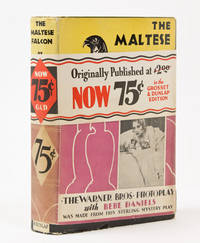 THE MALTESE FALCON
NOW
75¢
G&D
75¢
THE
MALTESE
Originally Published at $2.00
NOW 75¢
in the
GROSSET
& DUNLAP
EDITION
THE WARNER BROS. PHOTOPLAY
with BEBE DANIELS
WAS MADE FROM THIS STERLING MYSTERY PLAY